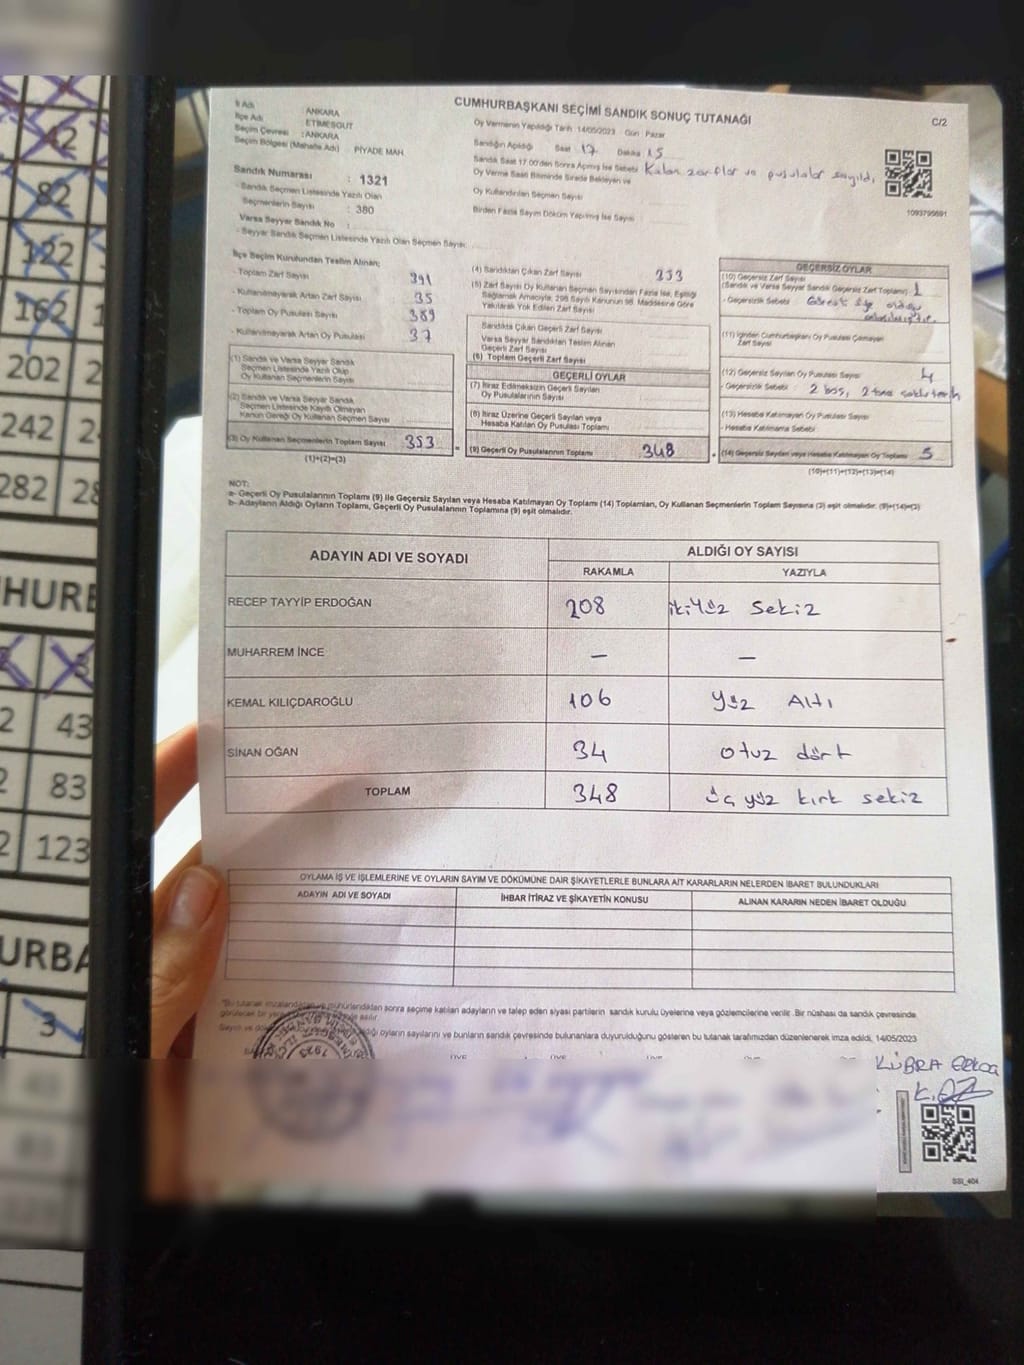 CUMHURBAŞKANI SEÇİMİ SANDIK SONUÇ TUTANAĞI
C/2
İl Adı : ANKARA
İlçe Adı : ETİMESGUT
Seçim Çevresi : ANKARA
Seçim Bölgesi (Mahalle Adı) : PİYADE MAH.
Sandık Numarası : 1321
- Sandık Seçmen Listesinde Yazılı Olan
Seçmenlerin Sayısı : 380
Varsa Seyyar Sandık No :
- Seyyar Sandık Seçmen Listesinde Yazılı Olan Seçmen Sayısı:
Oy Vermenin Yapıldığı Tarih: 14/05/2023 Gün: Pazar
Sandığın Açıldığı Saat 17 Dakika 15
Sandık Saat 17.00'den Sonra Açılmış İse Sebebi Kalan zarflar ve pusulalar sayıldı.
Oy Verme Saati Bitiminde Sırada Bekleyen ve
Oy Kullandırılan Seçmen Sayısı
Birden Fazla Sayım Döküm Yapılmış İse Sayısı
1093795691
İlçe Seçim Kurulundan Teslim Alınan;
- Toplam Zarf Sayısı 391
- Kullanılmayarak Artan Zarf Sayısı 35
- Toplam Oy Pusulası Sayısı 389
- Kullanılmayarak Artan Oy Pusulası 37
(1) Sandık ve Varsa Seyyar Sandık
Seçmen Listesinde Yazılı Olup
Oy Kullanan Seçmenlerin Sayısı
(2) Sandık ve Varsa Seyyar Sandık
Seçmen Listesinde Kayıtlı Olmayan
Kanun Gereği Oy Kullanan Seçmen Sayısı
(3) Oy Kullanan Seçmenlerin Toplam Sayısı 353
(1)+(2)=(3)
(4) Sandıktan Çıkan Zarf Sayısı 353
(5) Zarf Sayısı Oy Kullanan Seçmen Sayısından Fazla ise, Eşitliği
Sağlamak Amacıyla, 298 Sayılı Kanunun 98. Maddesine Göre
Yakılarak Yok Edilen Zarf Sayısı
Sandıkta Çıkan Geçerli Zarf Sayısı
Varsa Seyyar Sandıktan Teslim Alınan
Geçerli Zarf Sayısı
(6) Toplam Geçerli Zarf Sayısı
GEÇERLİ OYLAR
(7) İtiraz Edilmeksizin Geçerli Sayılan
Oy Pusulalarının Sayısı
(8) İtiraz Üzerine Geçerli Sayılan veya
Hesaba Katılan Oy Pusulası Toplamı
(9) Geçerli Oy Pusulalarının Toplamı 348
GEÇERSİZ OYLAR
(10) Geçersiz Zarf Sayısı
(Sandık ve Varsa Seyyar Sandık Geçersiz Zarf Toplamı) 1
- Geçersizlik Sebebi
(11) İçinden Cumhurbaşkanı Oy Pusulası Çıkmayan
Zarf Sayısı
(12) Geçersiz Sayılan Oy Pusulası Sayısı 4
- Geçersizlik Sebebi : 2 boş, 2 tane
(13) Hesaba Katılmayan Oy Pusulası Sayısı
- Hesaba Katılmama Sebebi
(14) Geçersiz Sayılan veya Hesaba Katılmayan Oy Toplamı 5
(10)+(11)+(12)+(13)=(14)
NOT:
a- Geçerli Oy Pusulalarının Toplamı (9) ile Geçersiz Sayılan veya Hesaba Katılmayan Oy Toplamı (14) Toplamları, Oy Kullanan Seçmenlerin Toplam Sayısına (3) eşit olmalıdır. (9)+(14)=(3)
b- Adayların Aldığı Oyların Toplamı, Geçerli Oy Pusulalarının Toplamına (9) eşit olmalıdır.
ADAYIN ADI VE SOYADI
ALDIĞI OY SAYISI
RAKAMLA YAZIYLA
RECEP TAYYİP ERDOĞAN 208 ikiYüz sekiz
MUHARREM İNCE — —
KEMAL KILIÇDAROĞLU 106 Yüz Altı
SİNAN OĞAN 34 otuz dört
TOPLAM 348 üç yüz kırk sekiz
OYLAMA İŞ VE İŞLEMLERİNE VE OYLARIN SAYIM VE DÖKÜMÜNE DAİR ŞİKAYETLERLE BUNLARA AİT KARARLARIN NELERDEN İBARET BULUNDUKLARI
ADAYIN ADI VE SOYADI İHBAR İTİRAZ VE ŞİKAYETİN KONUSU ALINAN KARARIN NEDEN İBARET OLDUĞU
*Bu tutanak imzalandıktan ve mühürlendikten sonra seçime katılan adayların ve talep eden siyasi partilerin sandık kurulu üyelerine veya gözlemcilerine verilir. Bir nüshası da sandık çevresinde
oyların sayılarını ve bunların sandık çevresinde bulunanlara duyurulduğunu gösteren bu tutanak tarafımızdan düzenlenerek imza edildi. 14/05/2023
1923
KÜBRA
SSI_404
42
82
122
162 1
202 2
242 2
282 28
HURB
2 43
2 83
2 123
URBA
3